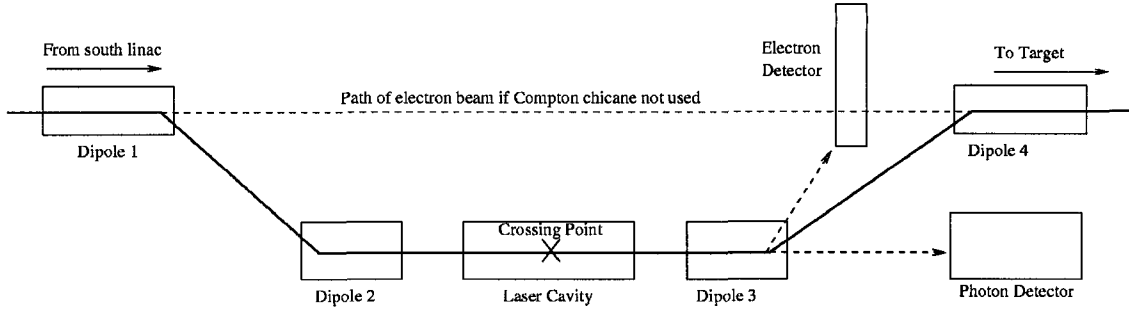 From south linac
Electron
Detector
To Target
Path of electron beam if Compton chicane not used
Dipole 1
Dipole 4
Crossing Point
Dipole 2
Laser Cavity
Dipole 3
Photon Detector